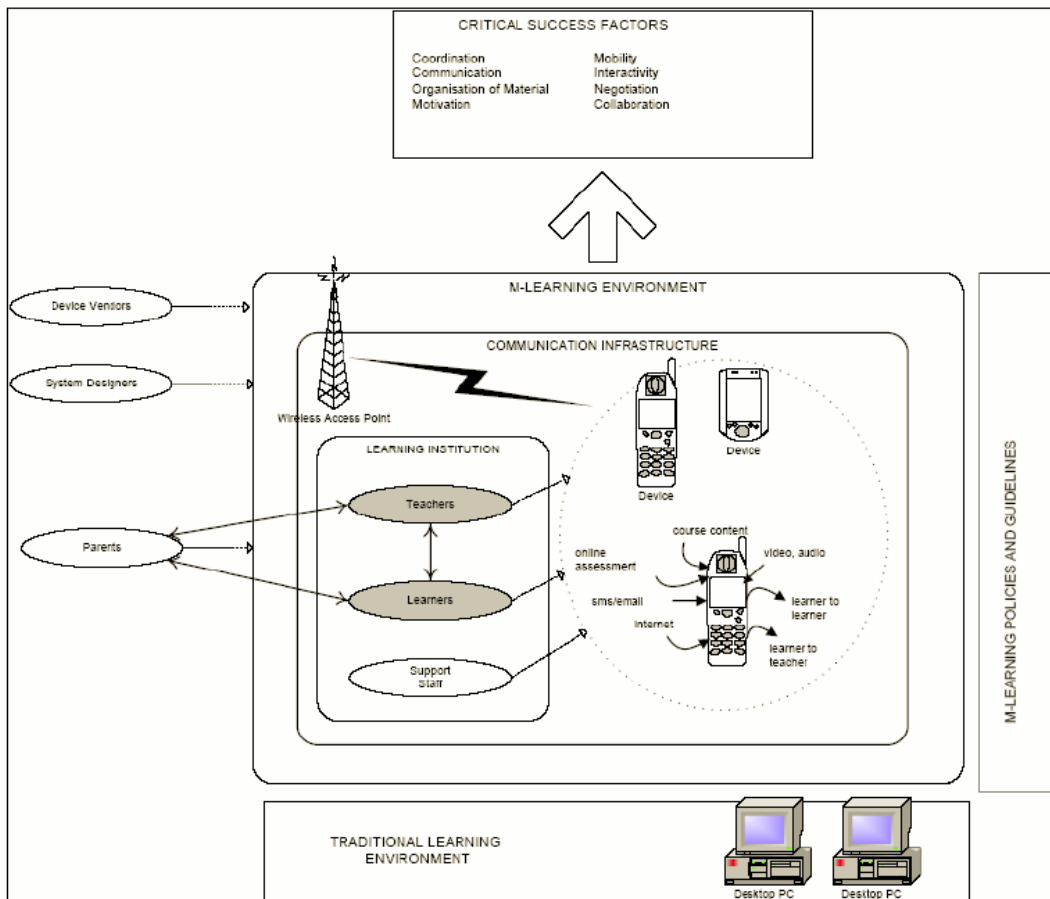 CRITICAL SUCCESS FACTORS
Coordination
Communication
Organisation of Material
Motivation
Mobility
Interactivity
Negotiation
Collaboration
M-LEARNING ENVIRONMENT
Device Vendors
System Designers
Parents
COMMUNICATION INFRASTRUCTURE
Wireless Access Point
LEARNING INSTITUTION
Teachers
Learners
Support
Staff
Device
Device
course content
online
assessment
video, audio
sms/email
learner to
learner
Internet
learner to
teacher
M-LEARNING POLICIES AND GUIDELINES
TRADITIONAL LEARNING
ENVIRONMENT
Desktop PC
Desktop PC